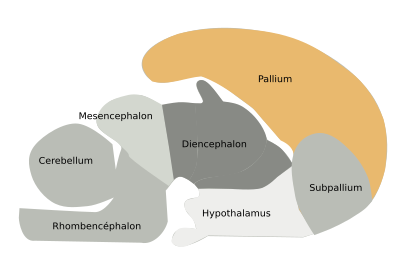 Pallium
Mesencephalon
Diencephalon
Cerebellum
Subpallium
Hypothalamus
Rhombencéphalon